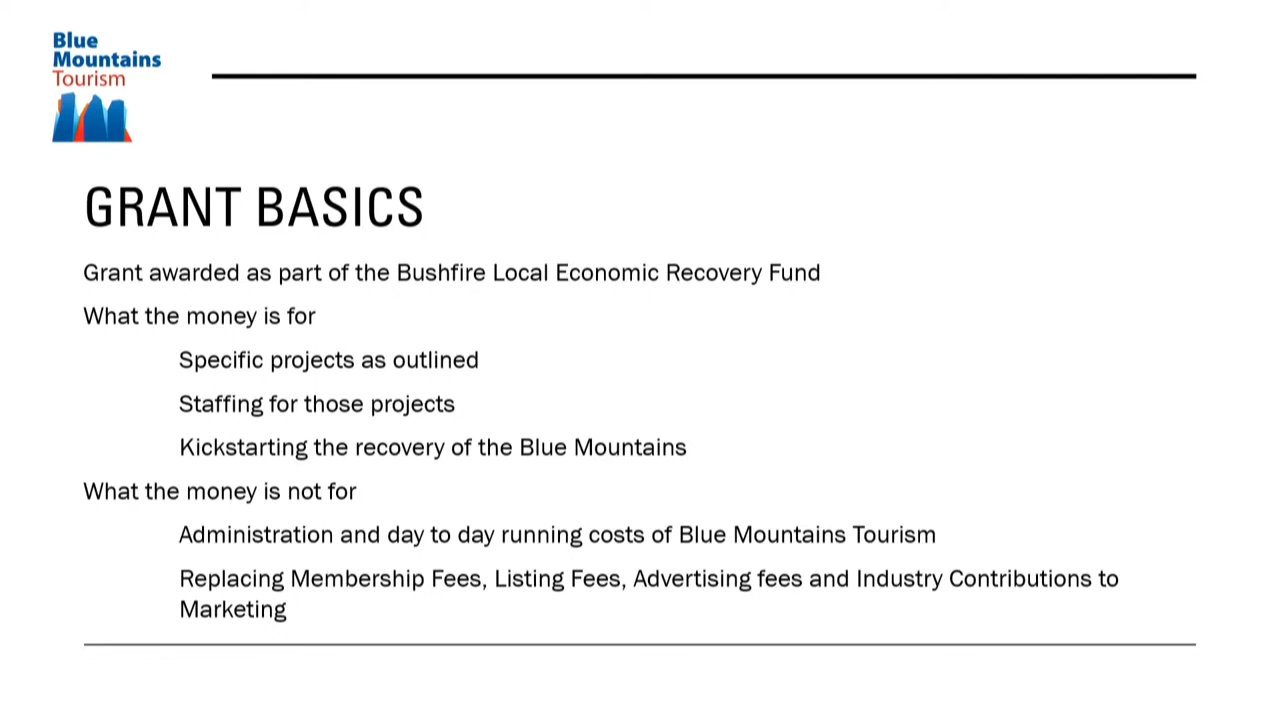 Blue
Mountains
Tourism
GRANT BASICS
Grant awarded as part of the Bushfire Local Economic Recovery Fund
What the money is for
Specific projects as outlined
Staffing for those projects
Kickstarting the recovery of the Blue Mountains
What the money is not for
Administration and day to day running costs of Blue Mountains Tourism
Replacing Membership Fees, Listing Fees, Advertising fees and Industry Contributions to
Marketing